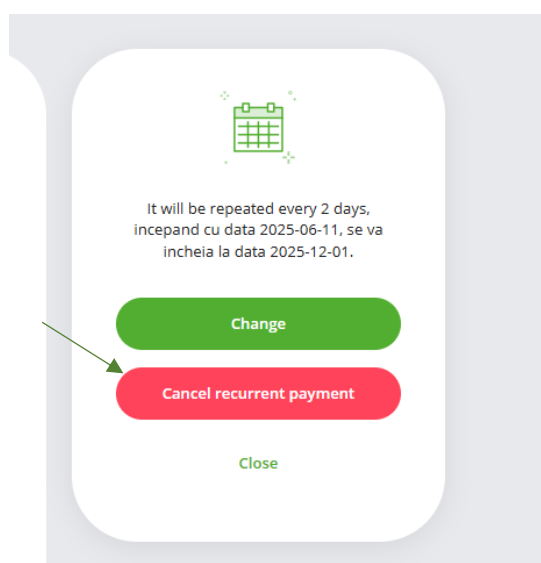 It will be repeated every 2 days,
incepand cu data 2025-06-11, se va
incheia la data 2025-12-01.
Change
Cancel recurrent payment
Close